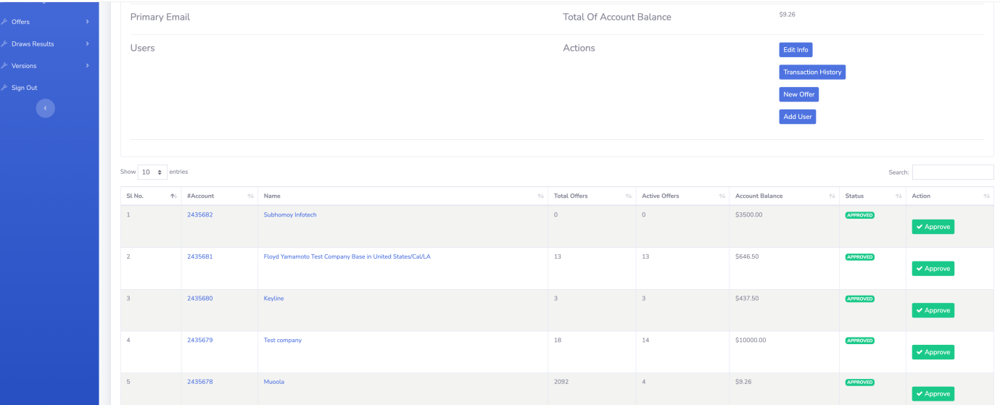 Offers
Draws Results
Versions
Sign Out
Primary Email
Total Of Account Balance
$9.26
Users
Actions
Edit Info
Transaction History
New Offer
Add User
Show 10 entries
Search:
Sl No. #Account Name Total Offers Active Offers Account Balance Status Action
1 2435682 Subhomoy Infotech 0 0 $3500.00 APPROVED
Approve
2 2435681 Floyd Yamamoto Test Company Base in United States/Cal/LA 13 13 $646.50 APPROVED
Approve
3 2435680 Keyline 3 3 $437.50 APPROVED
Approve
4 2435679 Test company 18 14 $10000.00 APPROVED
Approve
5 2435678 Muoola 2092 4 $9.26 APPROVED
Approve